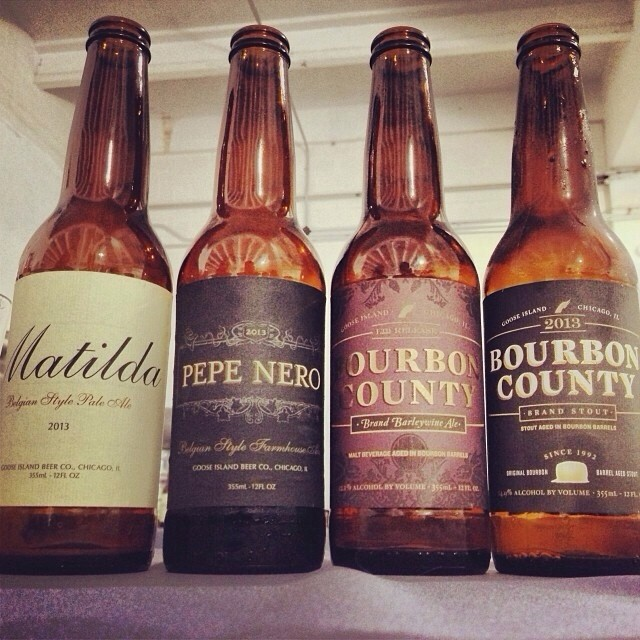 Matilda
Belgian Style Pale Ale
2013
GOOSE ISLAND BEER CO., CHICAGO, IL
355mL - 12FL OZ
2013
PEPE NERO
Belgian Style Farmhouse Ale
GOOSE ISLAND BEER CO., CHICAGO, IL
355mL - 12FL OZ
GOOSE ISLAND CHICAGO, IL
RELEASE
BOURBON
COUNTY
Brand Barleywine Ale
MALT BEVERAGE AGED IN BOURBON BARRELS
ALCOHOL BY VOLUME · 355mL · 12 FL OZ
GOOSE ISLAND CHICAGO, IL
2013
BOURBON
COUNTY
BRAND STOUT
STOUT AGED IN BOURBON BARRELS
SINCE 1992
ORIGINAL BOURBON BARREL AGED STOUT
ALCOHOL BY VOLUME · 355mL · 12 FL